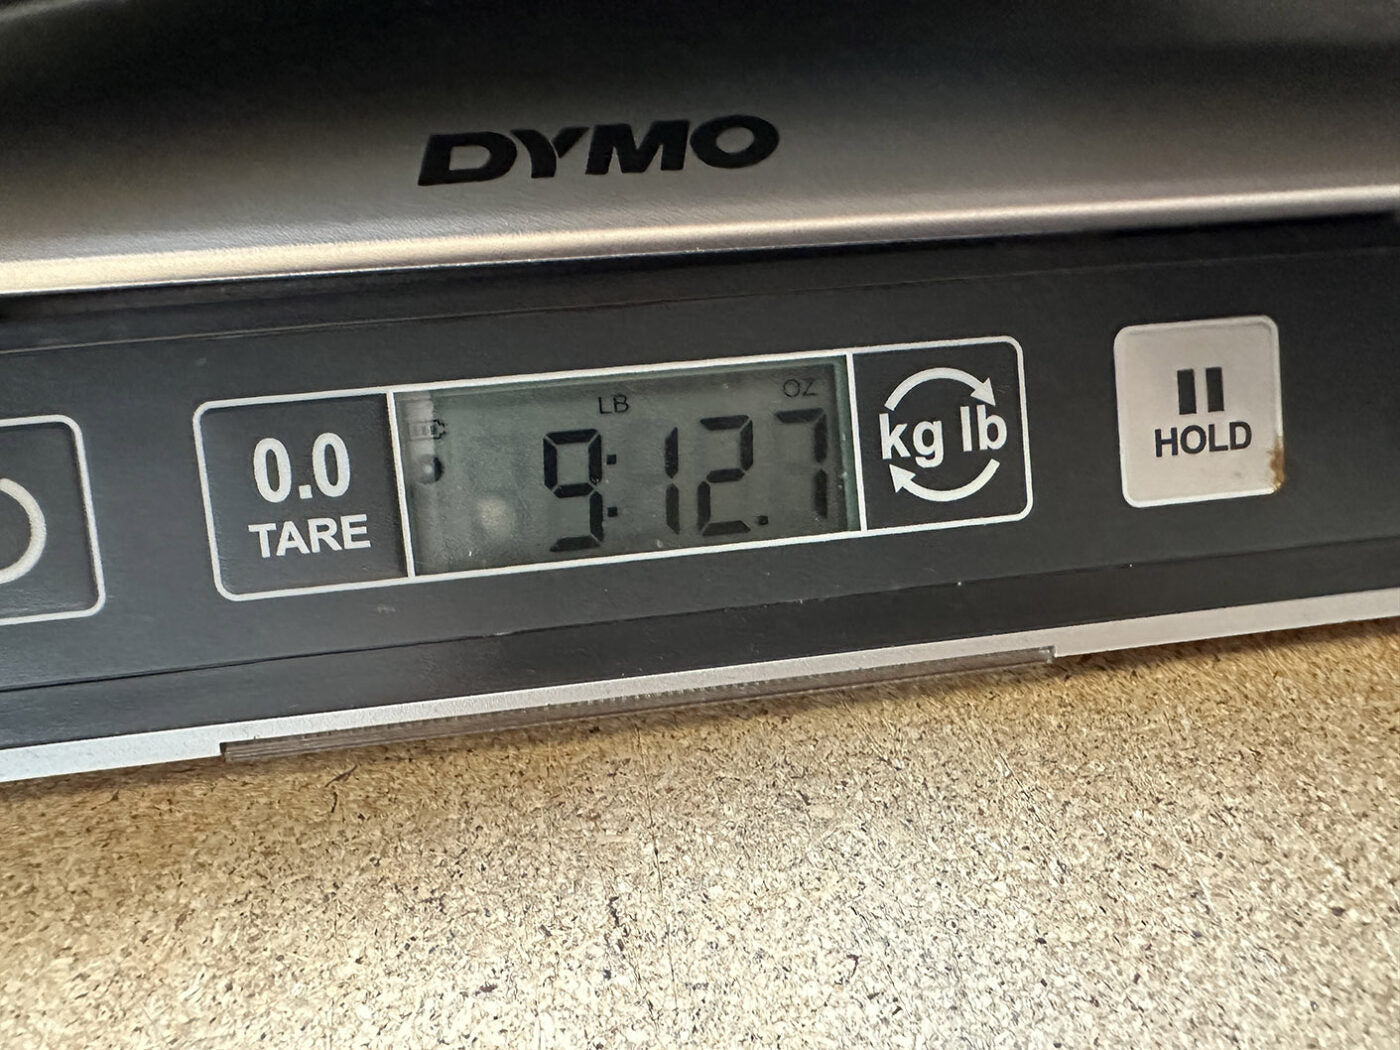 DYMO
0.0
TARE
LB
OZ
9:12.7
kg lb
HOLD